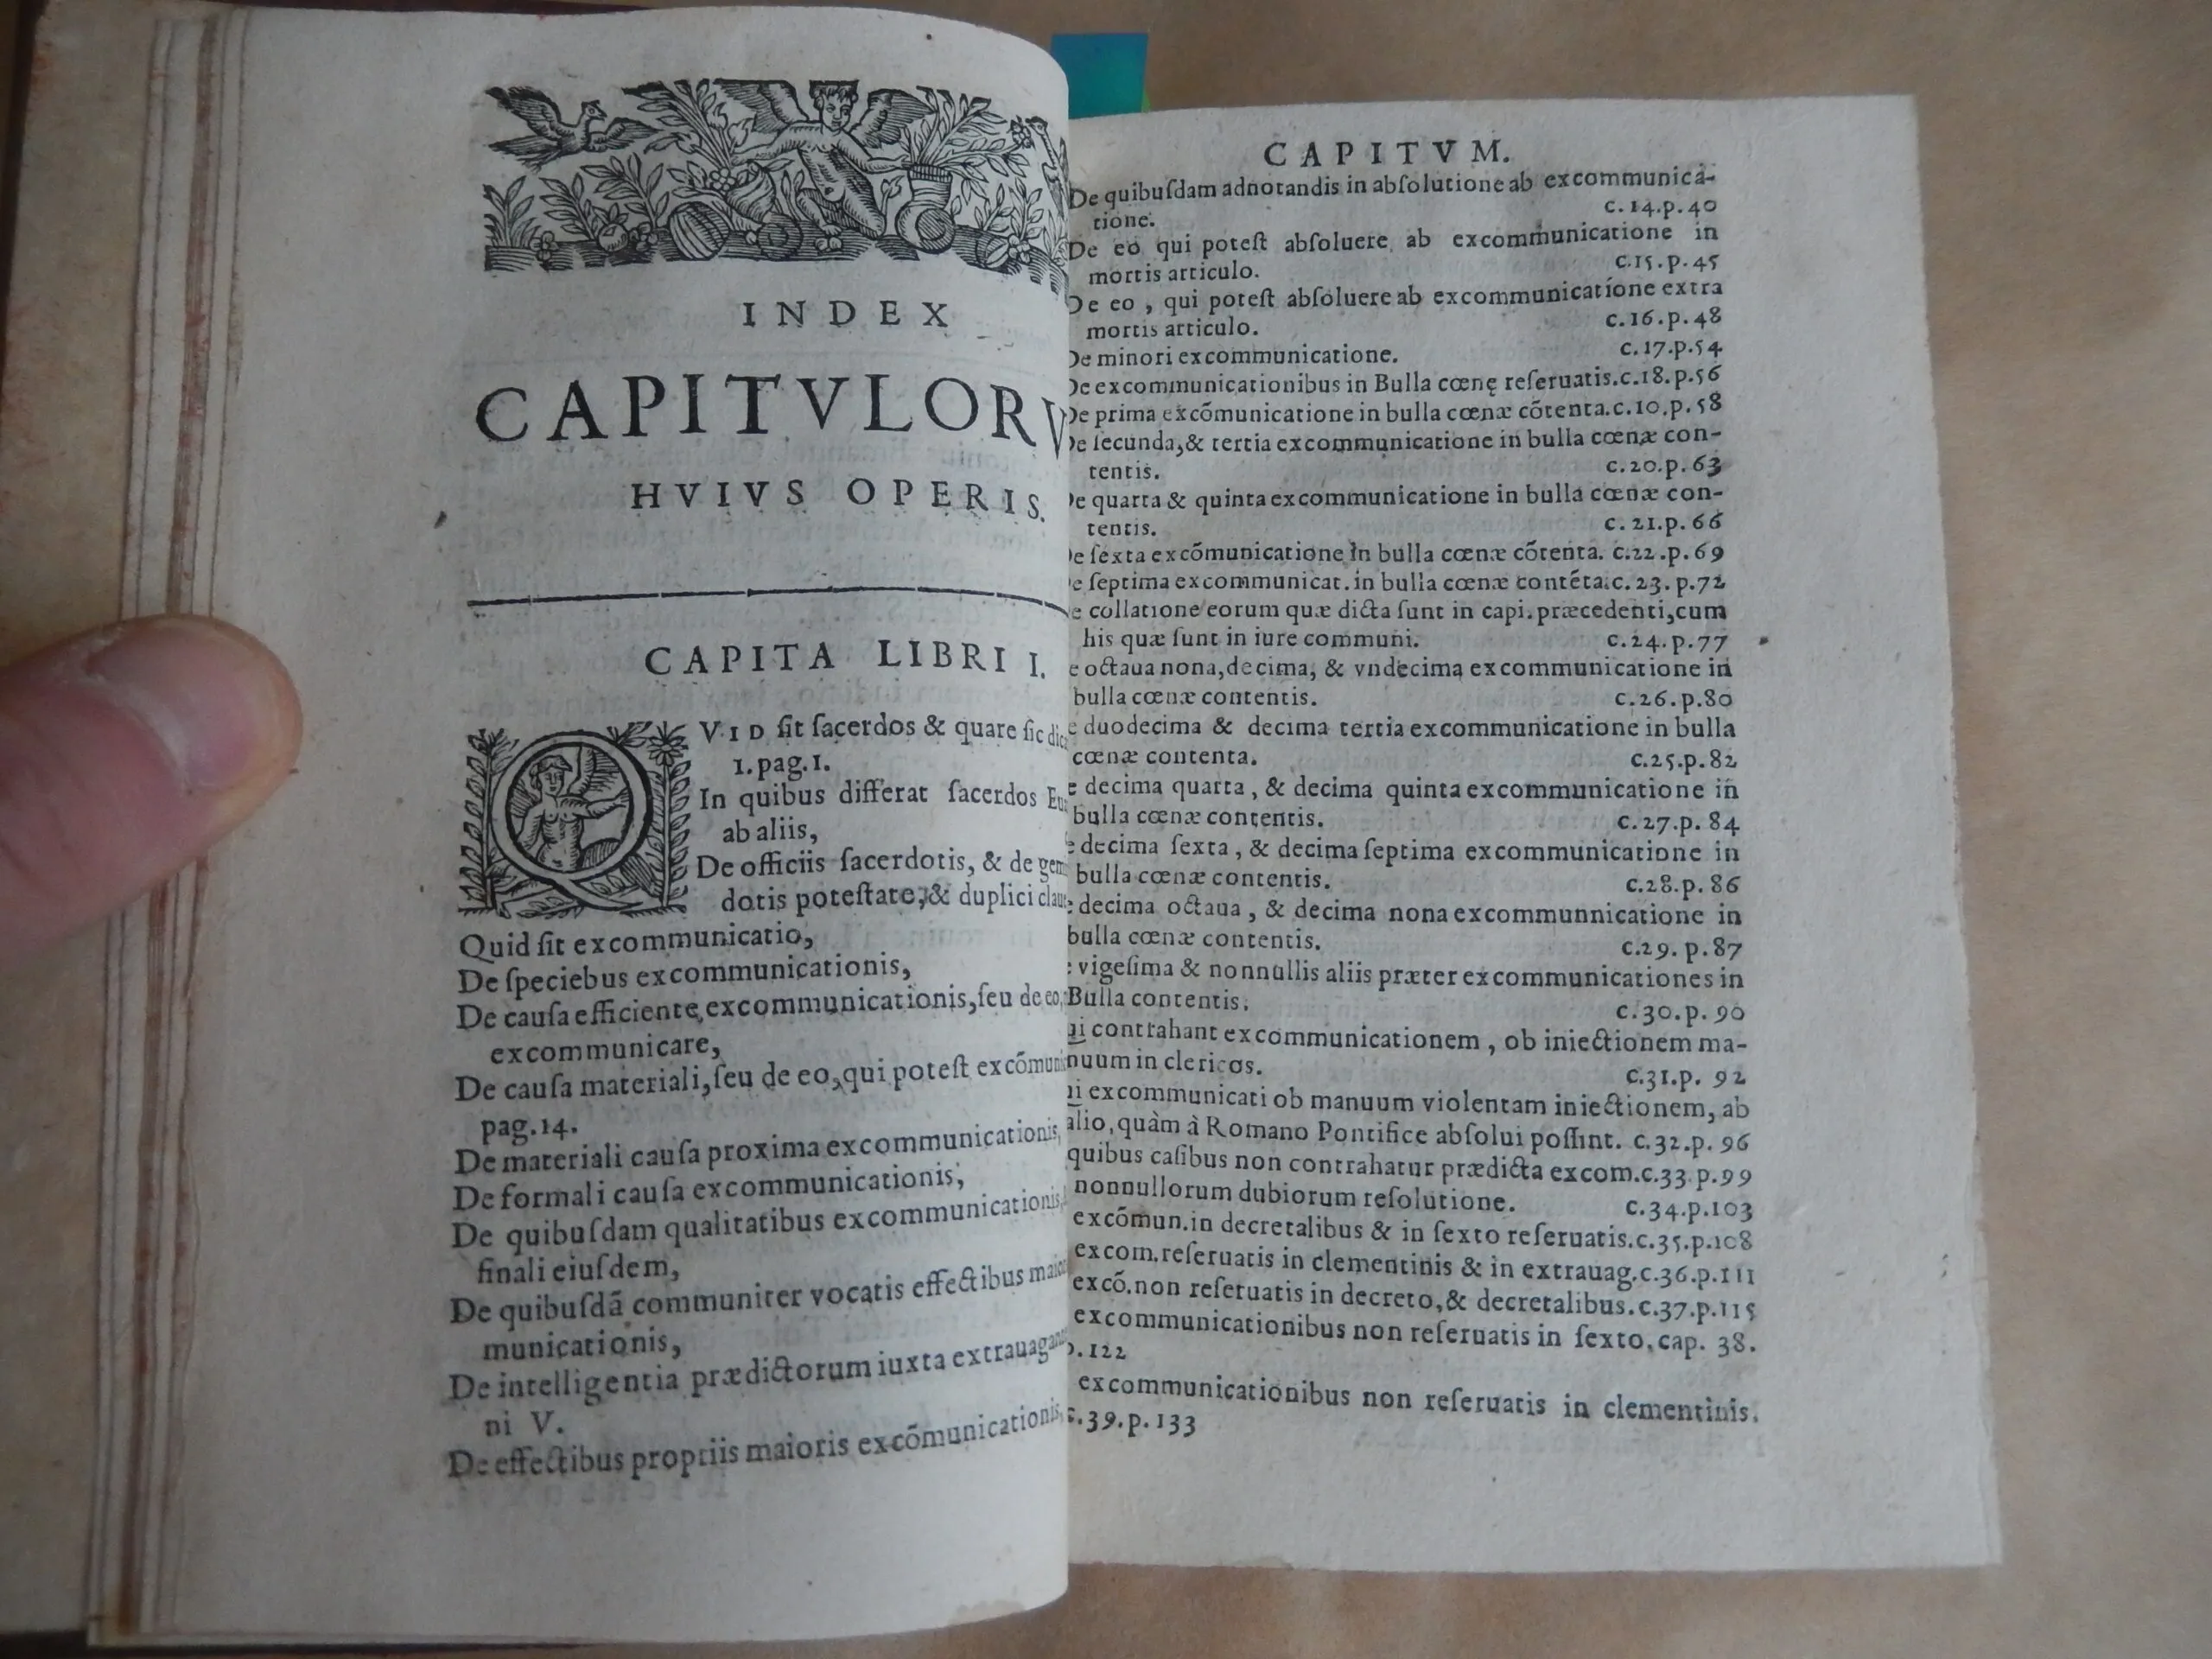 INDEX
CAPITVLORV
HVIVS OPERIS.
CAPITA LIBRI I.
QVID ſit ſacerdos & quare ſic
1.pag.1.
In quibus differat ſacerdos
ab aliis,
De officiis ſacerdotis, & de
dotis poteſtate, & duplici
Quid ſit excommunicatio,
De ſpeciebus excommunicationis,
De cauſa efficiente excommunicationis, ſeu de eo,
excommunicare,
De cauſa materiali, ſeu de eo, qui poteſt excōmuni
pag.14.
De materiali cauſa proxima excommunicationis,
De formali cauſa excommunicationis,
De quibuſdam qualitatibus excommunicationis,
finali eiuſdem,
De quibuſdā communiter vocatis effectibus maio
municationis,
De intelligentia prædictorum iuxta extrauagan
ni V.
De effectibus propriis maioris excōmunicationis,
CAPITVM.
De quibuſdam adnotandis in abſolutione ab excommunica-
tione. c.14.p.40
De eo qui poteſt abſoluere ab excommunicatione in
mortis articulo. c.15.p.45
De eo, qui poteſt abſoluere ab excommunicatione extra
mortis articulo. c.16.p.48
De minori excommunicatione. c.17.p.54
De excommunicationibus in Bulla cœnę reſeruatis.c.18.p.56
De prima excōmunicatione in bulla cœnæ cōtenta.c.10.p.58
De ſecunda, & tertia excommunicatione in bulla cœnæ con-
tentis. c.20.p.63
De quarta & quinta excommunicatione in bulla cœnæ con-
tentis. c.21.p.66
e ſexta excōmunicatione in bulla cœnæ cōtenta. c.22.p.69
e ſeptima excommunicat.in bulla cœnæ contēta.c.23.p.72
e collatione eorum quæ dicta ſunt in capi.præcedenti,cum
his quæ ſunt in iure communi. c.24.p.77
e octaua nona, decima, & vndecima excommunicatione in
bulla cœnæ contentis. c.26.p.80
e duodecima & decima tertia excommunicatione in bulla
cœnæ contenta. c.25.p.82
e decima quarta, & decima quinta excommunicatione in
bulla cœnæ contentis. c.27.p.84
e decima ſexta, & decima ſeptima excommunicatione in
bulla cœnæ contentis. c.28.p.86
decima octaua, & decima nona excommunnicatione in
bulla cœnæ contentis. c.29.p.87
vigeſima & nonnullis aliis præter excommunicationes in
Bulla contentis. c.30.p.90
ui contrahant excommunicationem, ob iniectionem ma-
nuum in clericos. c.31.p.92
ui excommunicati ob manuum violentam iniectionem, ab
alio, quàm à Romano Pontifice abſolui poſſint. c.32.p.96
quibus caſibus non contrahatur prædicta excom.c.33.p.99
nonnullorum dubiorum reſolutione. c.34.p.103
excōmun.in decretalibus & in ſexto reſeruatis.c.35.p.108
excom.reſeruatis in clementinis & in extrauag.c.36.p.111
excō.non reſeruatis in decreto,& decretalibus.c.37.p.115
excommunicationibus non reſeruatis in ſexto.cap. 38.
p.122
excommunicationibus non reſeruatis in clementinis.
c.39.p.133